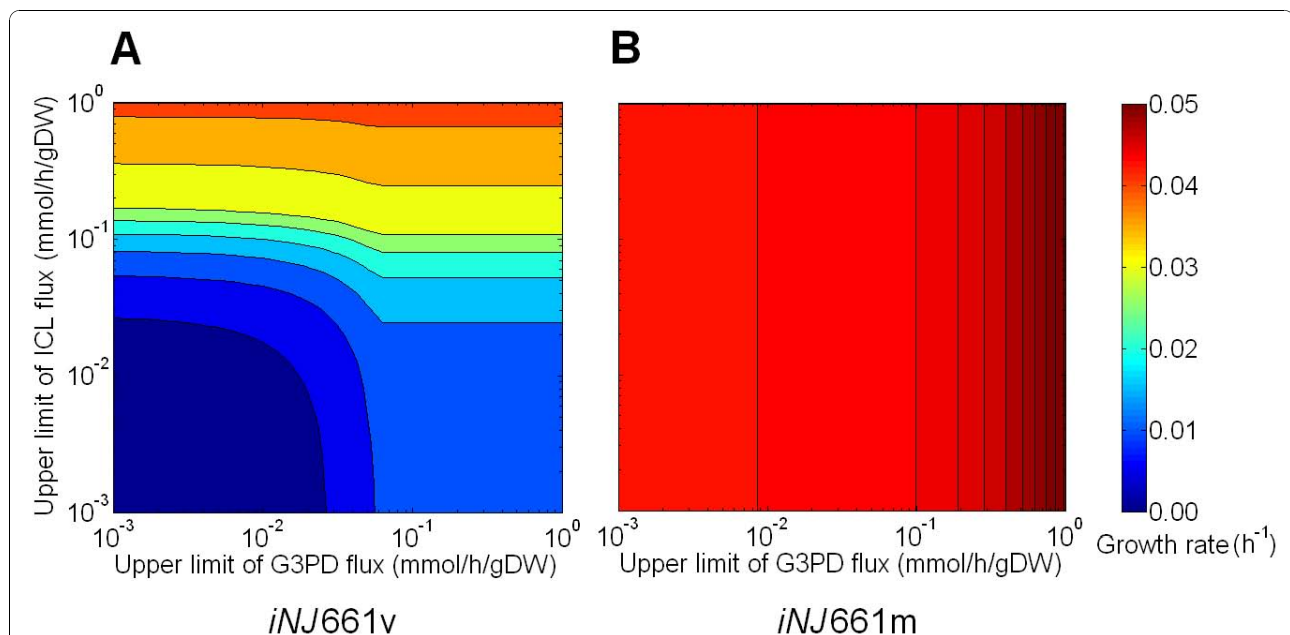 A
B
Upper limit of ICL flux (mmol/h/gDW)
10^0
10^-1
10^-2
10^-3
10^-3
10^-2
10^-1
10^0
Upper limit of G3PD flux (mmol/h/gDW)
iNJ661v
10^-3
10^-2
10^-1
10^0
Upper limit of G3PD flux (mmol/h/gDW)
iNJ661m
0.05
0.04
0.03
0.02
0.01
0.00
Growth rate (h^-1)